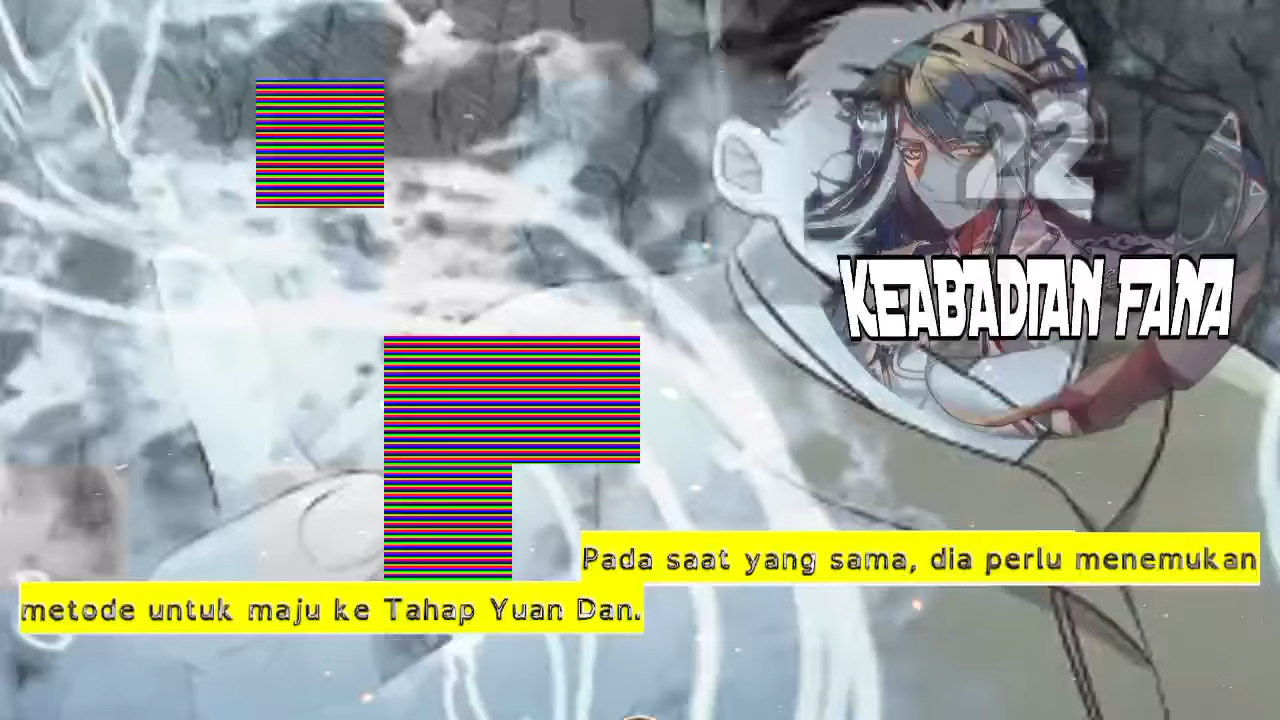 22
KEABADIAN FANA
Pada saat yang sama, dia perlu menemukan
metode untuk maju ke Tahap Yuan Dan.